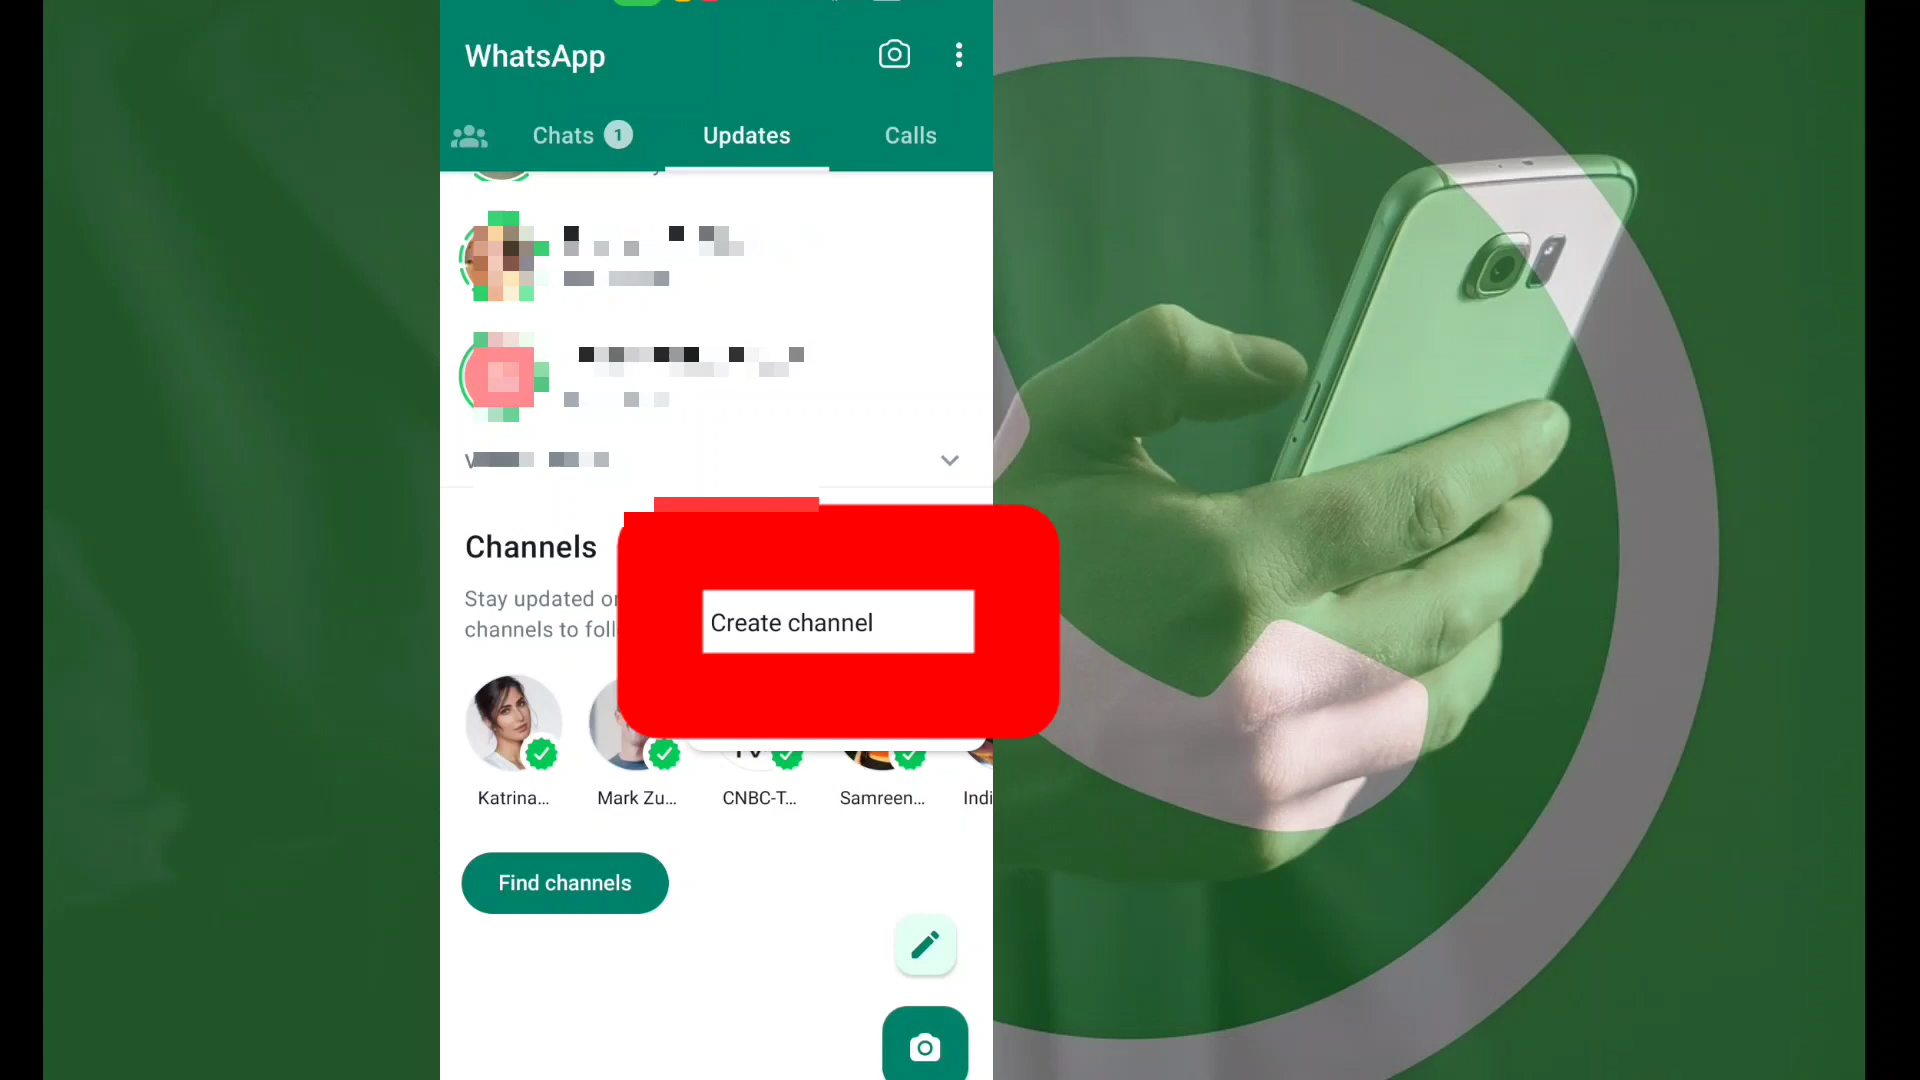 WhatsApp
Chats 1 Updates Calls
Channels
Stay updated
channels to
Create channel
Katrina... Mark Zu... CNBC-T... Samreen... Indi
Find channels